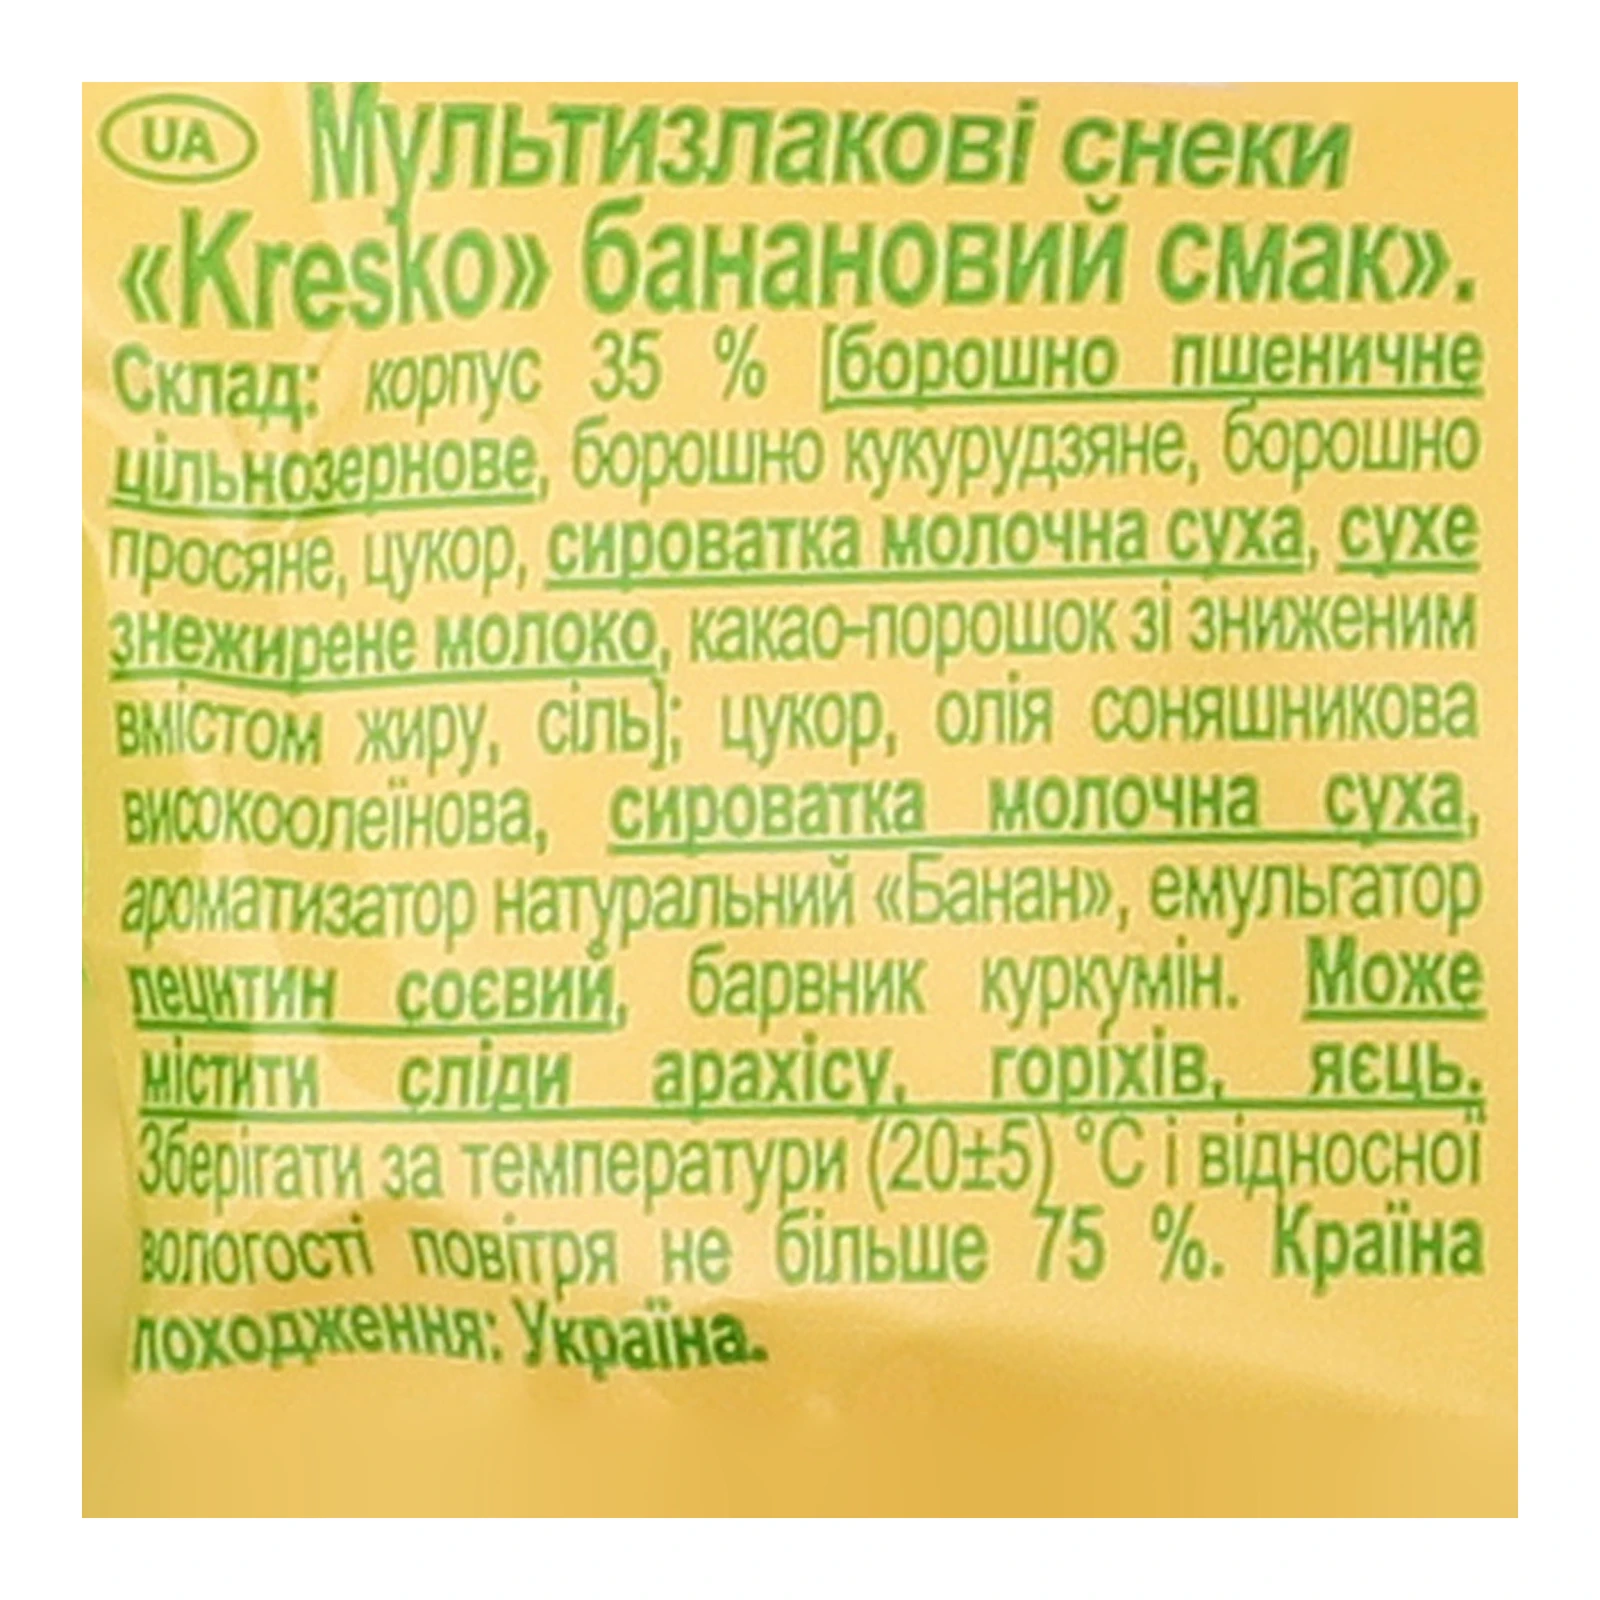 UA Мультизлакові снеки
«Kresko» банановий смак».
Склад: корпус 35 % [борошно пшеничне
цільнозернове, борошно кукурудзяне, борошно
просяне, цукор, сироватка молочна суха, сухе
знежирене молоко, какао-порошок зі зниженим
вмістом жиру, сіль]; цукор, олія соняшникова
високоолеїнова, сироватка молочна суха,
ароматизатор натуральний «Банан», емульгатор
лецитин соєвий, барвник куркумін. Може
містити сліди арахісу, горіхів, яєць.
Зберігати за температури (20±5) °С і відносної
вологості повітря не більше 75 %. Країна
походження: Україна.